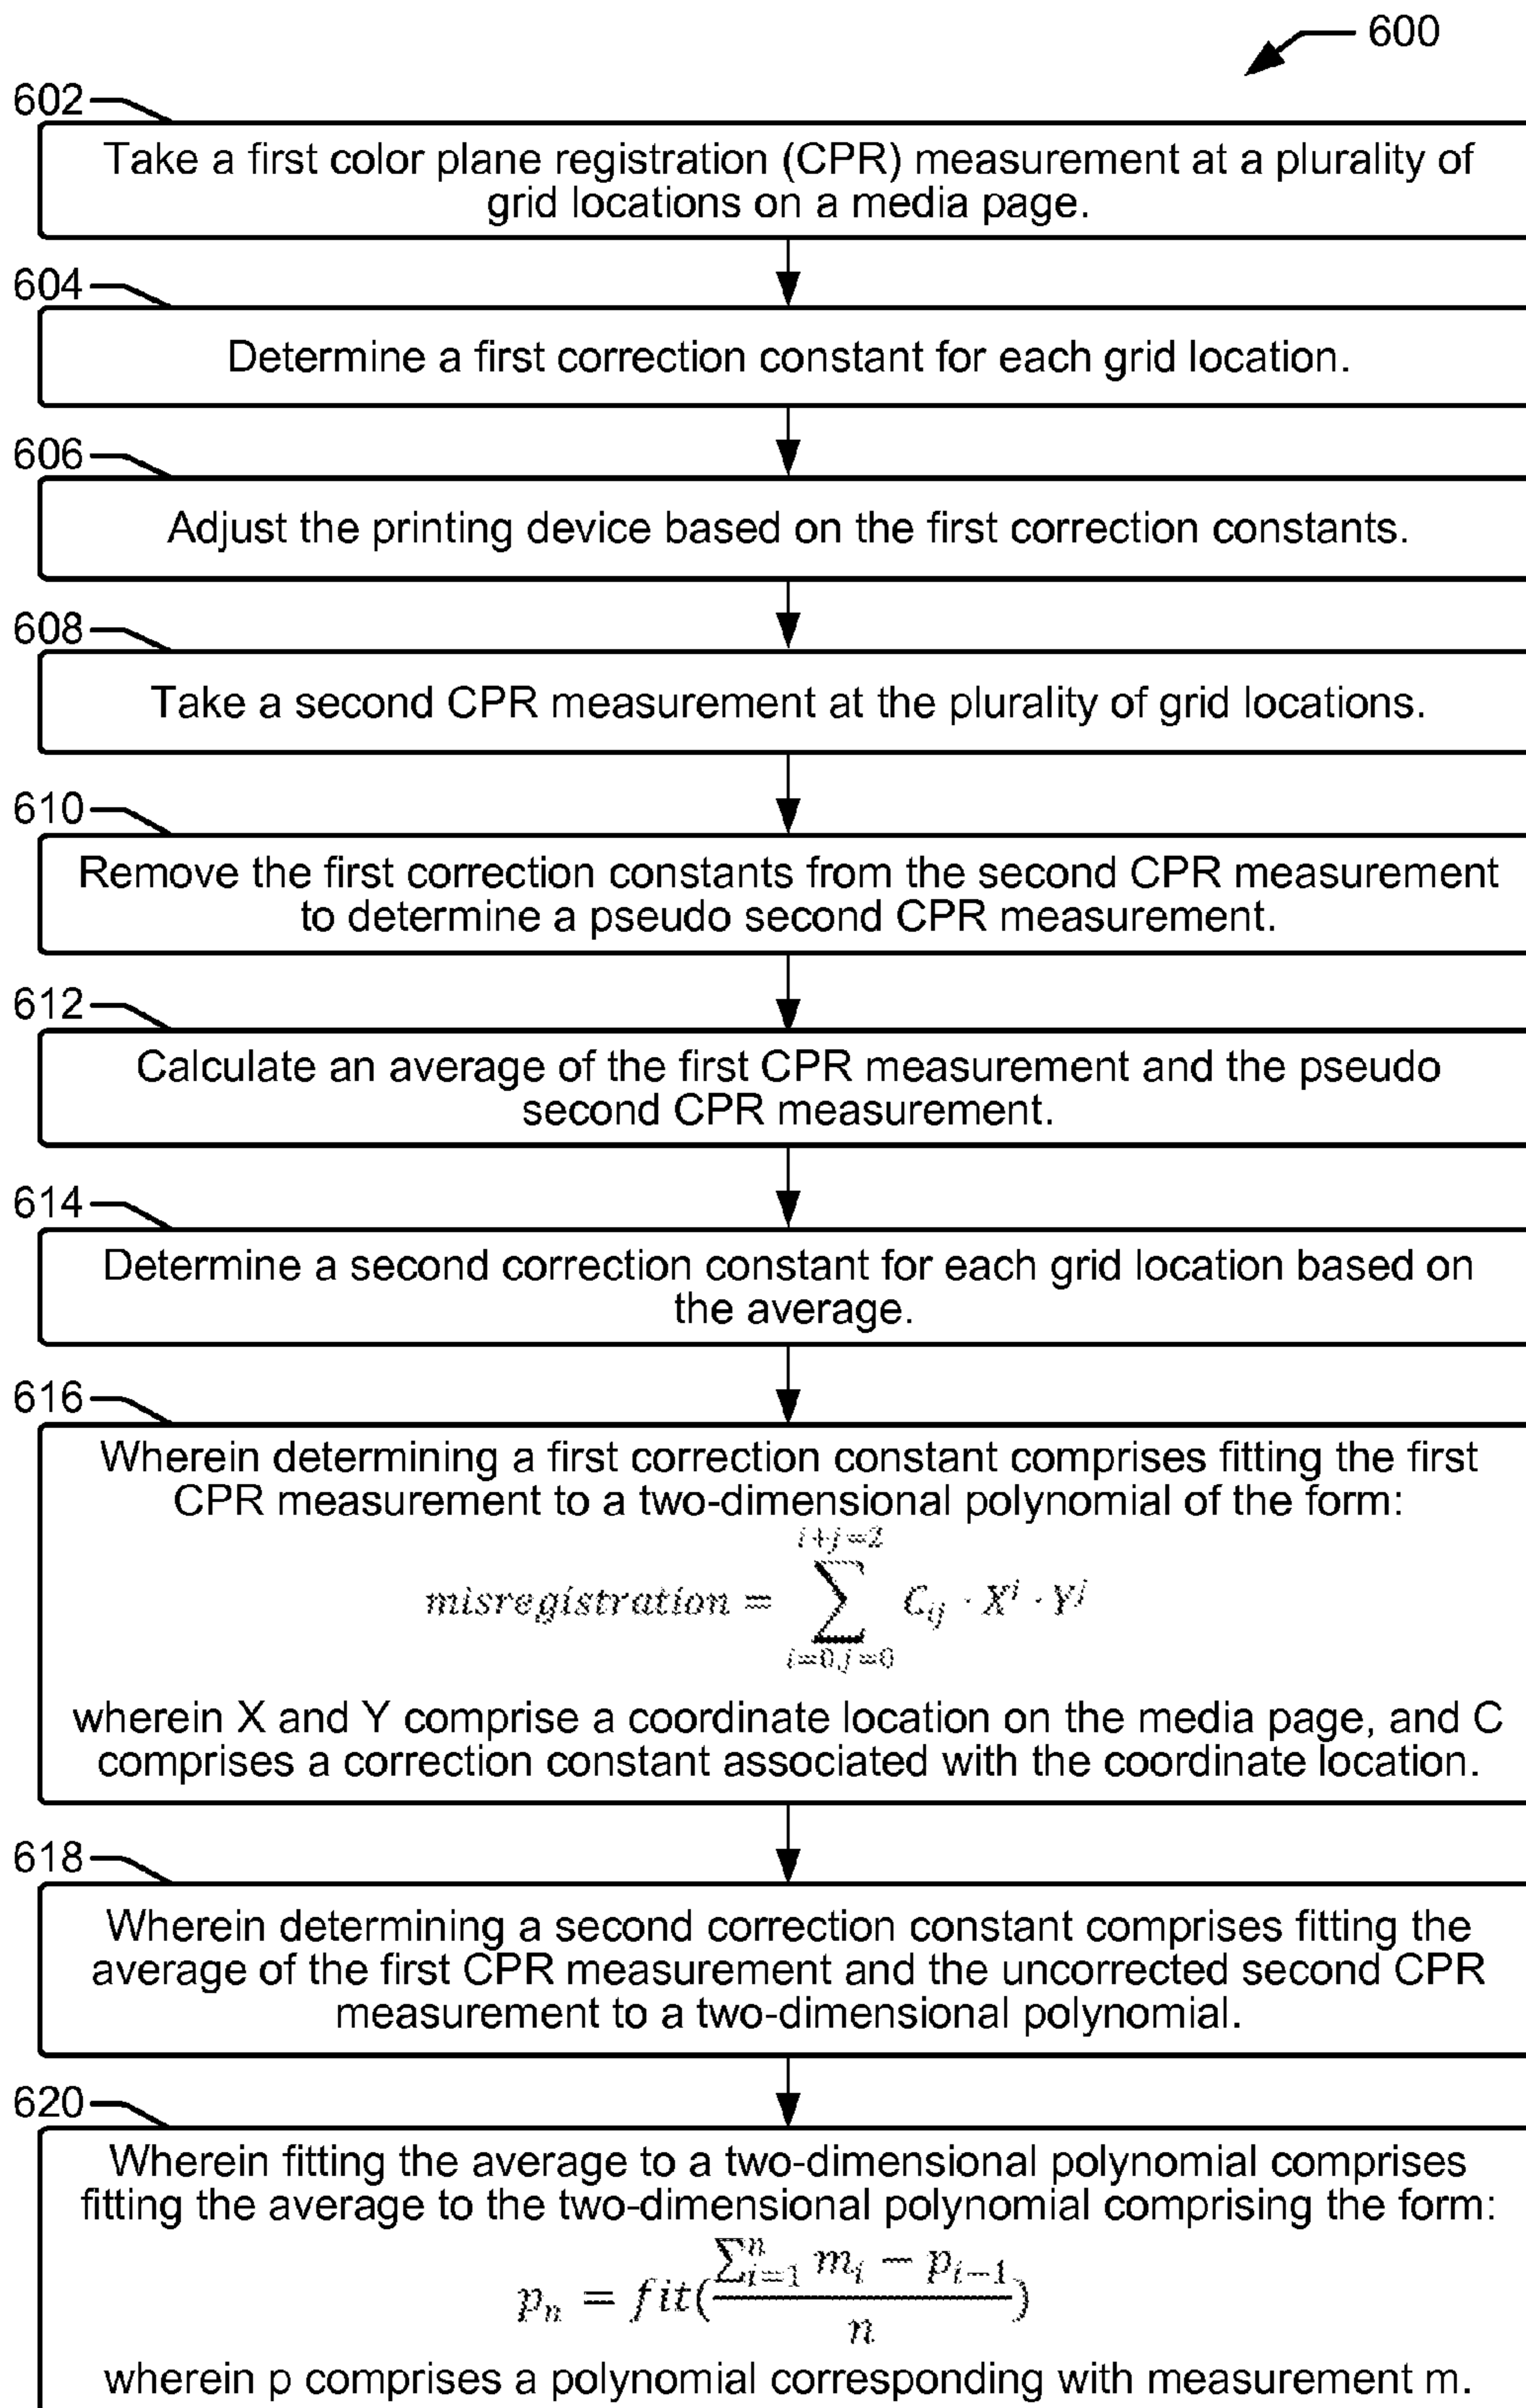 600
602
Take a first color plane registration (CPR) measurement at a plurality of
grid locations on a media page.
604
Determine a first correction constant for each grid location.
606
Adjust the printing device based on the first correction constants.
608
Take a second CPR measurement at the plurality of grid locations.
610
Remove the first correction constants from the second CPR measurement
to determine a pseudo second CPR measurement.
612
Calculate an average of the first CPR measurement and the pseudo
second CPR measurement.
614
Determine a second correction constant for each grid location based on
the average.
616
Wherein determining a first correction constant comprises fitting the first
CPR measurement to a two-dimensional polynomial of the form:
i+j=2
misregistration = ∑ C_ij · X^i · Y^j
i=0,j=0
wherein X and Y comprise a coordinate location on the media page, and C
comprises a correction constant associated with the coordinate location.
618
Wherein determining a second correction constant comprises fitting the
average of the first CPR measurement and the uncorrected second CPR
measurement to a two-dimensional polynomial.
620
Wherein fitting the average to a two-dimensional polynomial comprises
fitting the average to the two-dimensional polynomial comprising the form:
∑_{i=1}^n m_i − p_{i−1}
p_n = fit( )
n
wherein p comprises a polynomial corresponding with measurement m.